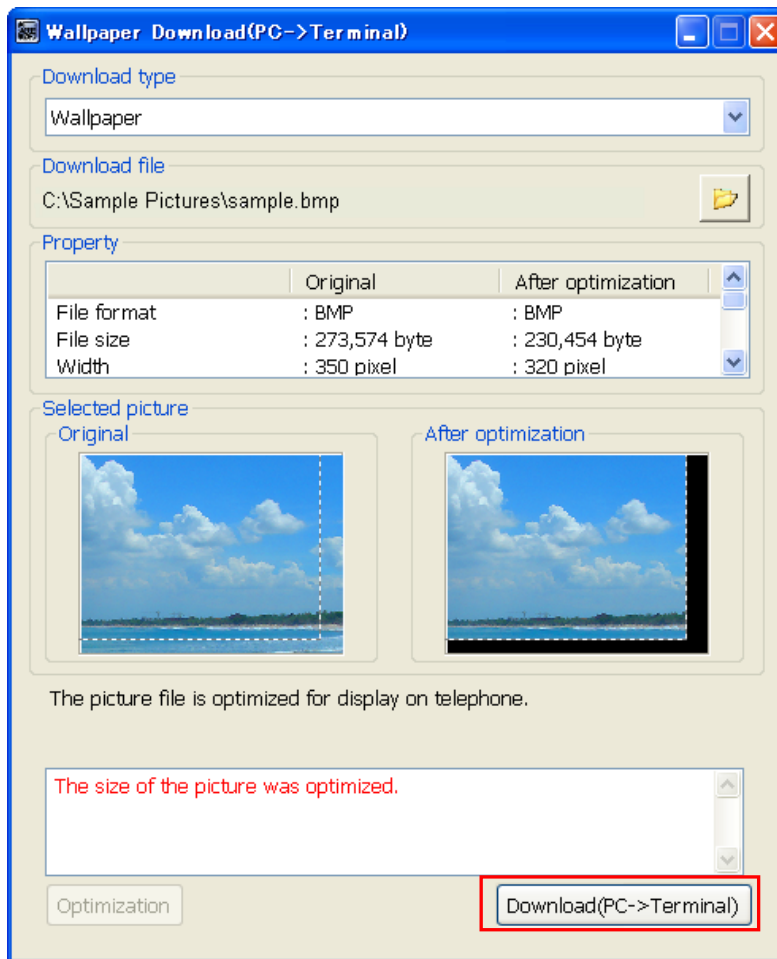 Wallpaper Download(PC->Terminal)
Download type
Wallpaper
Download file
C:\Sample Pictures\sample.bmp
Property
Original After optimization
File format : BMP : BMP
File size : 273,574 byte : 230,454 byte
Width : 350 pixel : 320 pixel
Selected picture
Original After optimization
The picture file is optimized for display on telephone.
The size of the picture was optimized.
Optimization Download(PC->Terminal)